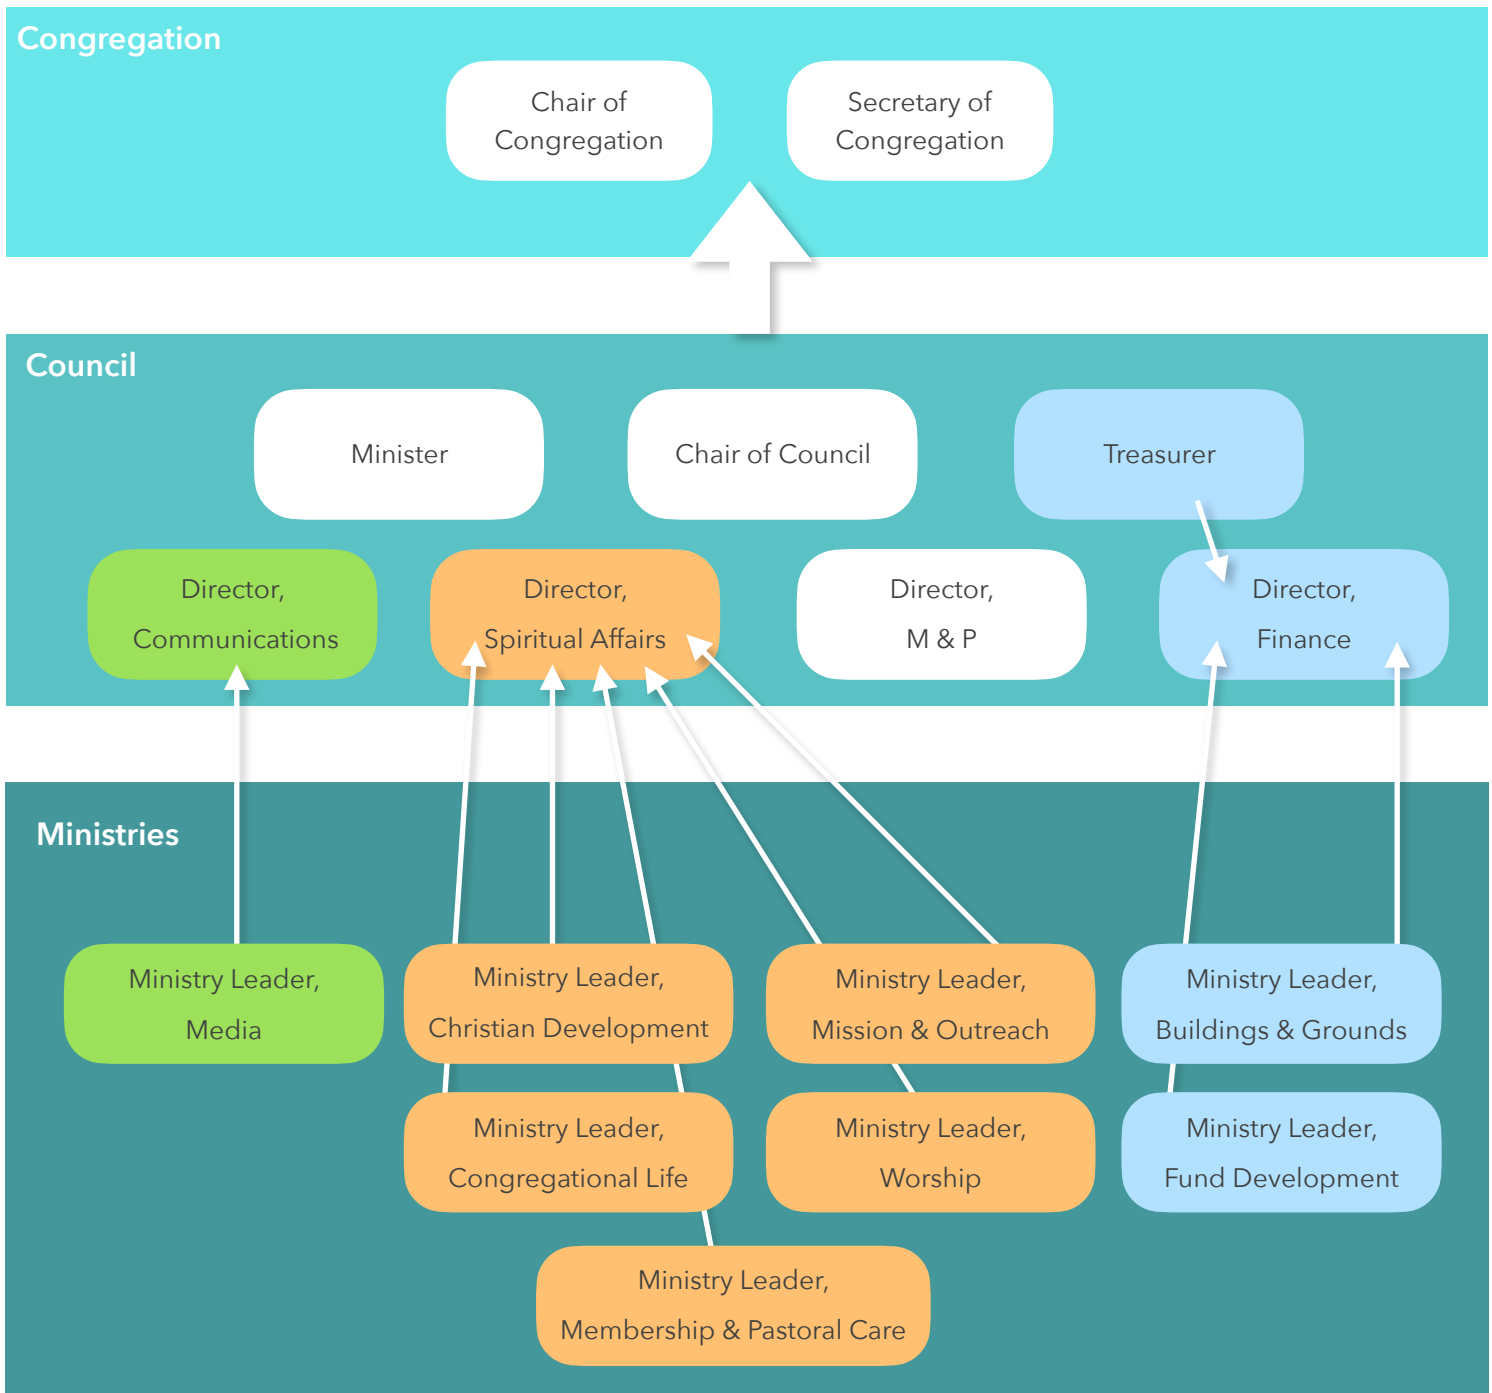 Congregation
Chair of
Congregation
Secretary of
Congregation
Council
Minister
Chair of Council
Treasurer
Director,
Communications
Director,
Spiritual Affairs
Director,
M & P
Director,
Finance
Ministries
Ministry Leader,
Media
Ministry Leader,
Christian Development
Ministry Leader,
Mission & Outreach
Ministry Leader,
Buildings & Grounds
Ministry Leader,
Congregational Life
Ministry Leader,
Worship
Ministry Leader,
Fund Development
Ministry Leader,
Membership & Pastoral Care